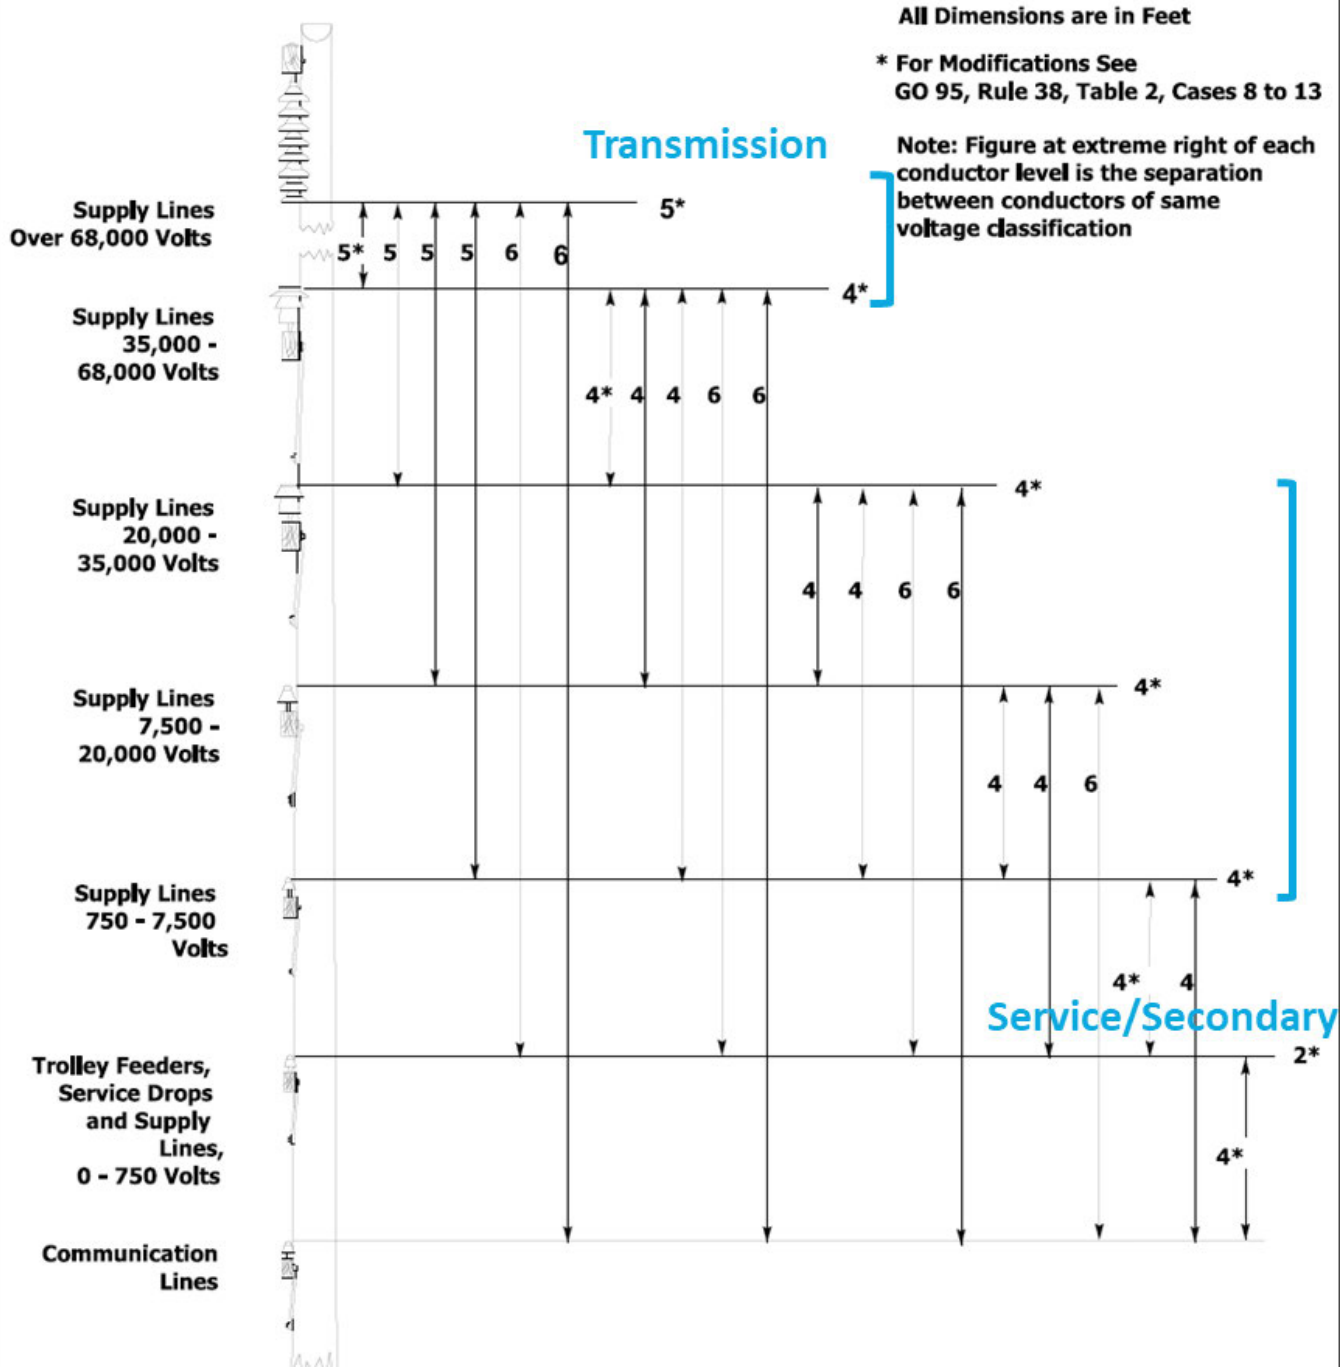 All Dimensions are in Feet
* For Modifications See
GO 95, Rule 38, Table 2, Cases 8 to 13
Transmission
Note: Figure at extreme right of each
conductor level is the separation
between conductors of same
voltage classification
Supply Lines
Over 68,000 Volts
5*
5* 5 5 5 6 6
4*
Supply Lines
35,000 -
68,000 Volts
4* 4 4 6 6
4*
Supply Lines
20,000 -
35,000 Volts
4 4 6 6
4*
Supply Lines
7,500 -
20,000 Volts
4 4 6
4*
Supply Lines
750 - 7,500
Volts
4* 4
Service/Secondary
2*
Trolley Feeders,
Service Drops
and Supply
Lines,
0 - 750 Volts
4*
Communication
Lines